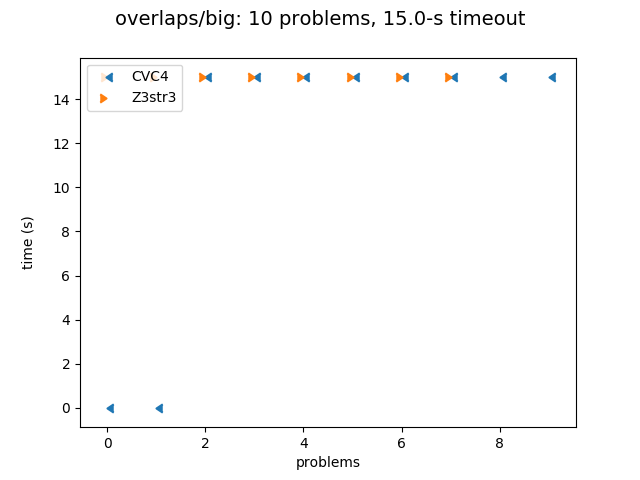 overlaps/big: 10 problems, 15.0-s timeout
CVC4
Z3str3
14
12
10
8
6
4
2
0
time (s)
0 2 4 6 8
problems